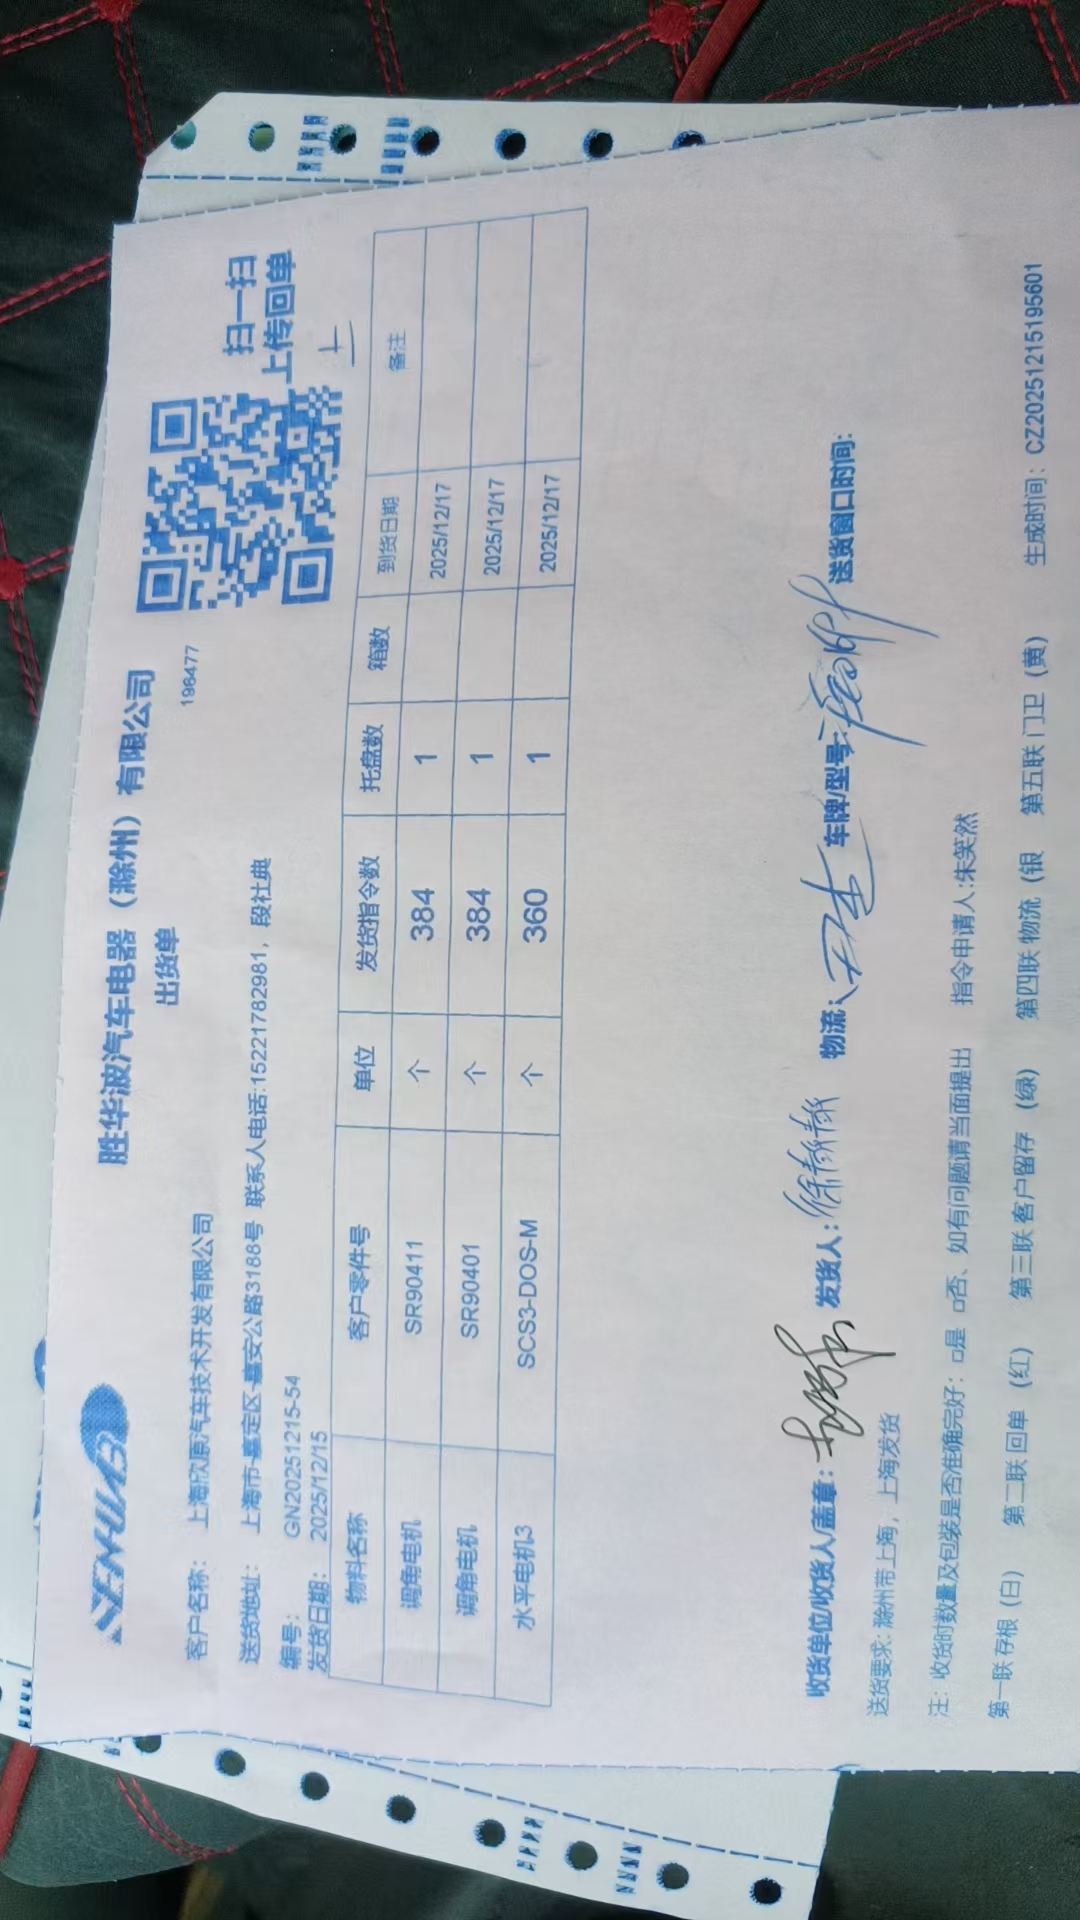 SENHUAB
胜华波汽车电器（滁州）有限公司
196477
出货单
扫一扫
上传回单
客户名称： 上海欣原汽车技术开发有限公司
送货地址： 上海市-嘉定区-嘉安公路3188号 联系人电话:15221782981，段社典
编号： GN20251215-54
发货日期： 2025/12/15
物料名称 客户零件号 单位 发货指令数 托盘数 箱数 到货日期 备注
调角电机 SR90411 个 384 1 2025/12/17
调角电机 SR90401 个 384 1 2025/12/17
水平电机3 SCS3-DOS-M 个 360 1 2025/12/17
收货单位/收货人/盖章： 发货人： 物流： 车牌/型号： 送货窗口时间：
送货要求: 滁州带上海，上海发货
注：收货时数量及包装是否准确完好：□是 □否、如有问题请当面提出 指令申请人:朱笑然
第一联 存根（白） 第二联 回单（红） 第三联 客户留存（绿） 第四联 物流（银 第五联 门卫（黄） 生成时间：CZ20251215195601